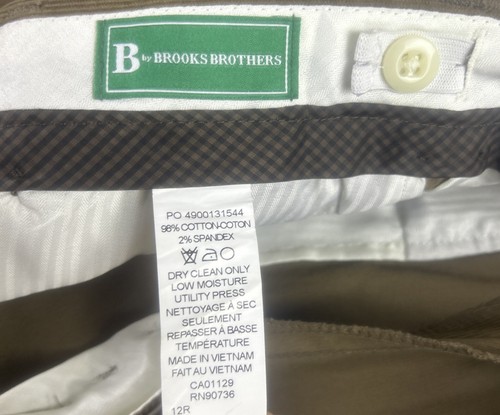 B by BROOKS BROTHERS
PO 4900131544
98% COTTON-COTON
2% SPANDEX
DRY CLEAN ONLY
LOW MOISTURE
UTILITY PRESS
NETTOYAGE À SEC
SEULEMENT
REPASSER À BASSE
TEMPÉRATURE
MADE IN VIETNAM
FAIT AU VIETNAM
CA01129
RN90736
12R